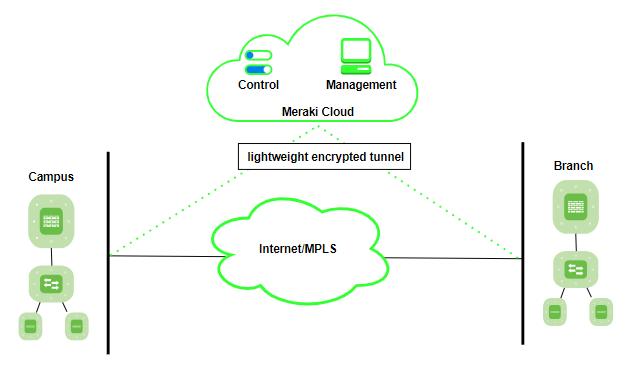 Control
Management
Meraki Cloud
lightweight encrypted tunnel
Campus
Branch
Internet/MPLS